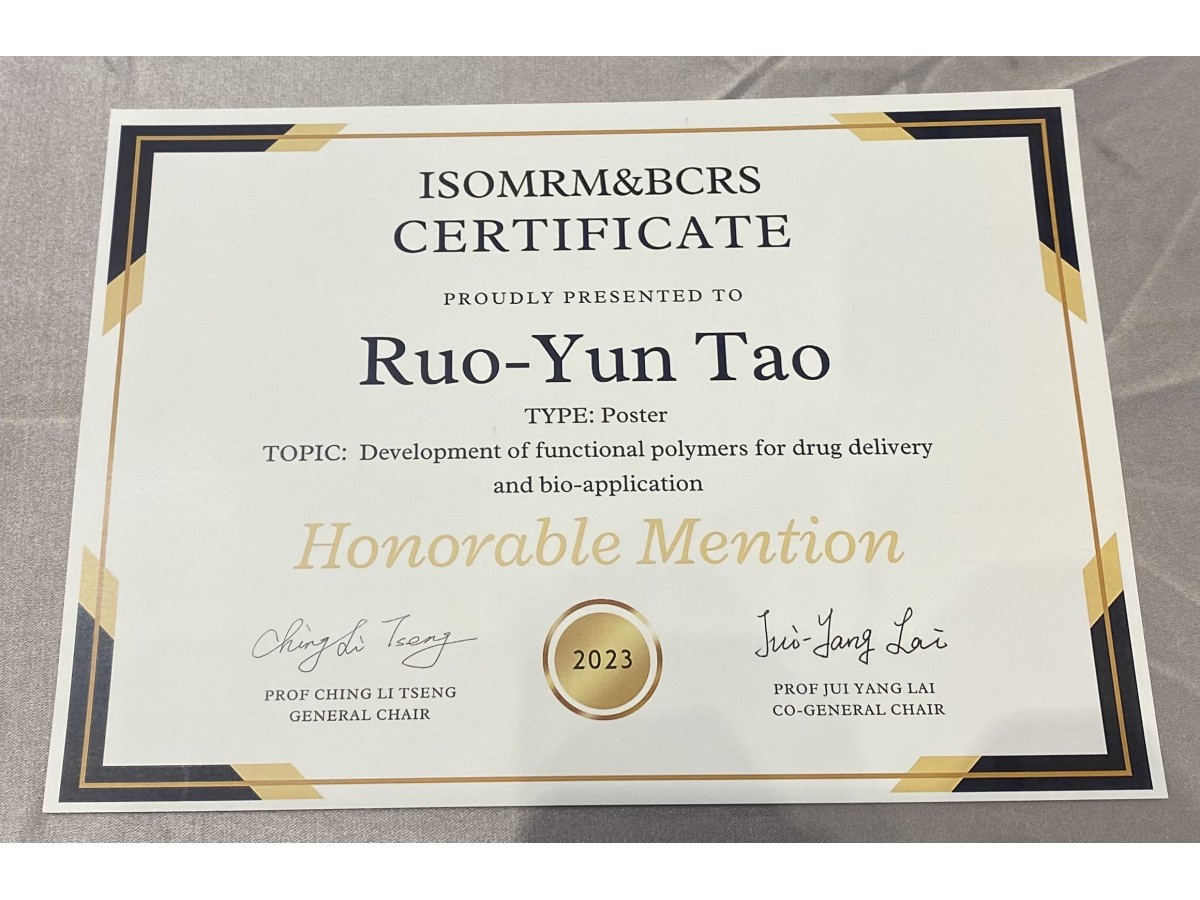 ISOMRM&BCRS
CERTIFICATE
PROUDLY PRESENTED TO
Ruo-Yun Tao
TYPE: Poster
TOPIC: Development of functional polymers for drug delivery
and bio-application
Honorable Mention
Ching Li Tseng
2023
Jui-Yang Lai
PROF CHING LI TSENG
GENERAL CHAIR
PROF JUI YANG LAI
CO-GENERAL CHAIR